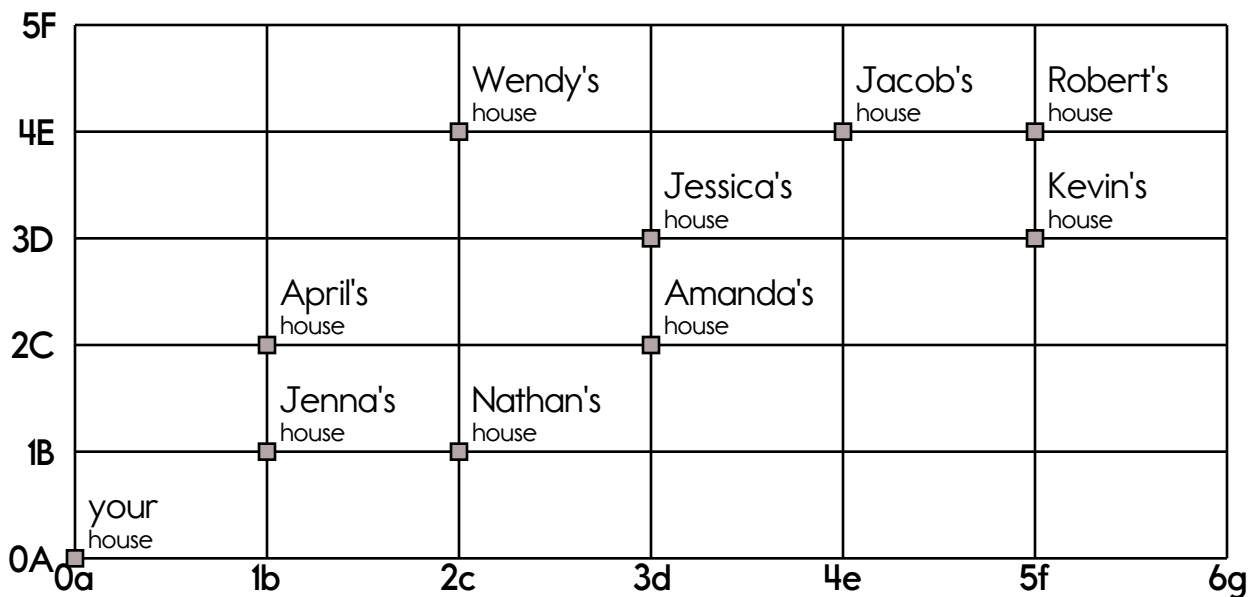 5F
Wendy's
house
Jacob's
house
Robert's
house
4E
Jessica's
house
Kevin's
house
3D
April's
house
Amanda's
house
2C
Jenna's
house
Nathan's
house
1B
your
house
0A
0a 1b 2c 3d 4e 5f 6g